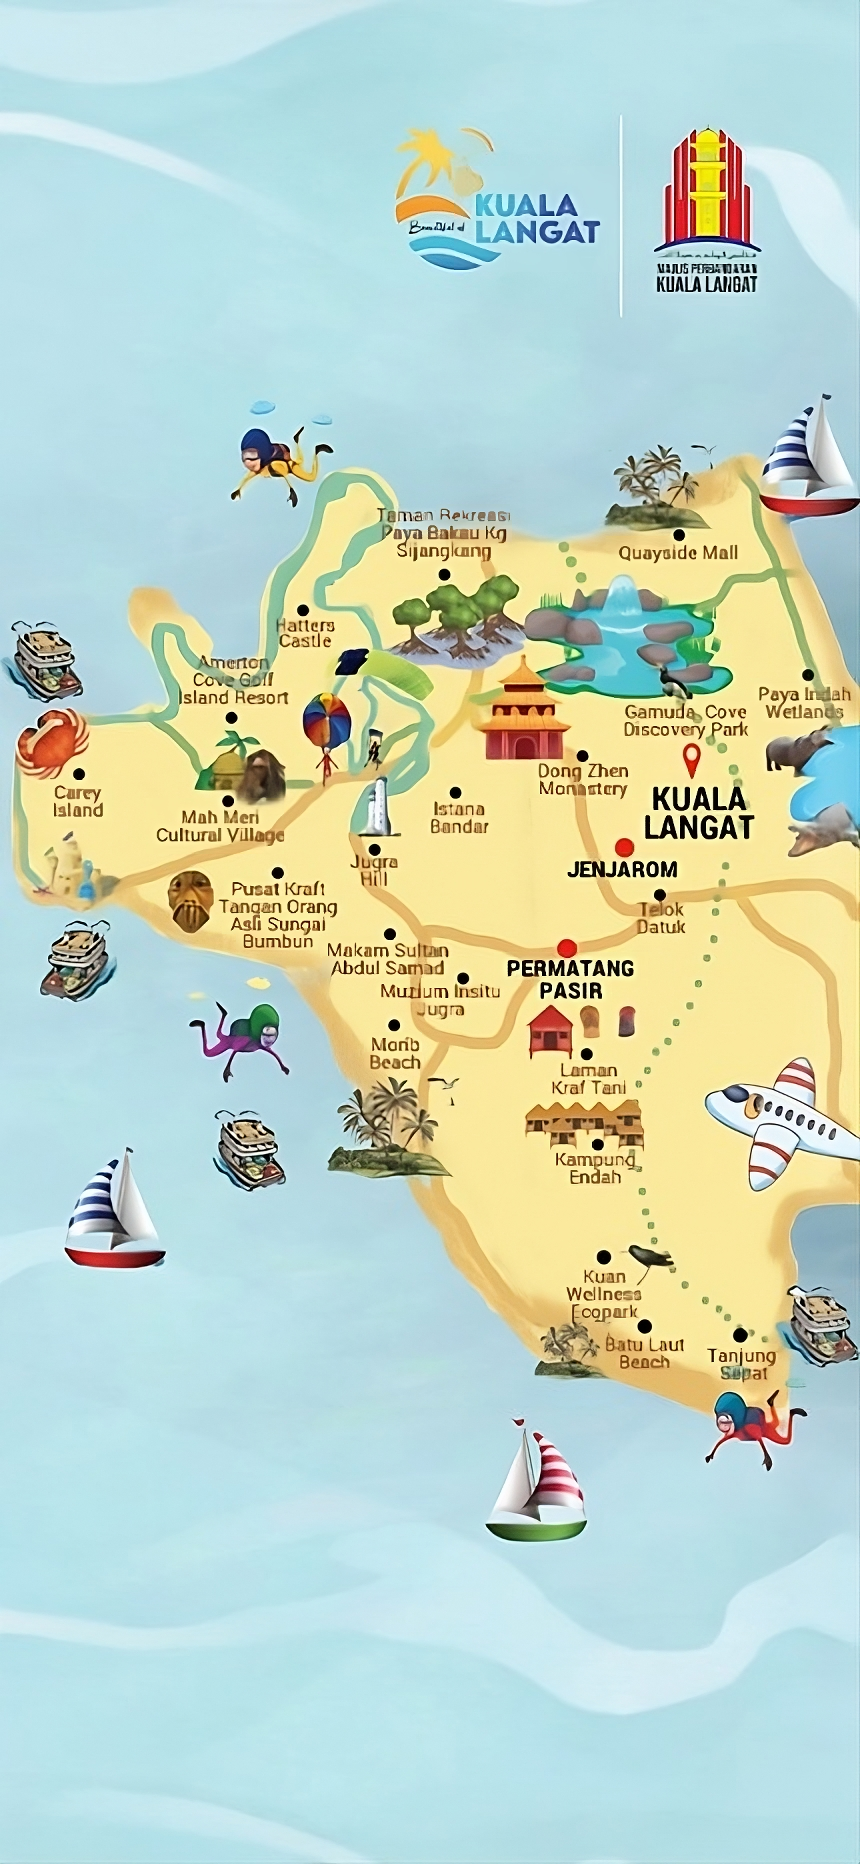 Beautiful
KUALA
LANGAT
MAJLIS PERBANDARAN
KUALA LANGAT
Taman Rekreasi
Paya Bakau Kg
Sijangkang
Quayside Mall
Hatters
Castle
Amerton
Cove Golf
Island Resort
Paya Indah
Wetlands
Gamuda Cove
Discovery Park
Dong Zhen
Monastery
Carey
Island
KUALA
LANGAT
Mah Meri
Cultural Village
Istana
Bandar
Jugra
Hill
JENJAROM
Pusat Kraft
Tangan Orang
Asli Sungai
Bumbun
Telok
Datuk
Makam Sultan
Abdul Samad
PERMATANG
PASIR
Muzium Insitu
Jugra
Morib
Beach
Laman
Kraf Tani
Kampung
Endah
Kuan
Wellness
Ecopark
Batu Laut
Beach
Tanjung
Sepat